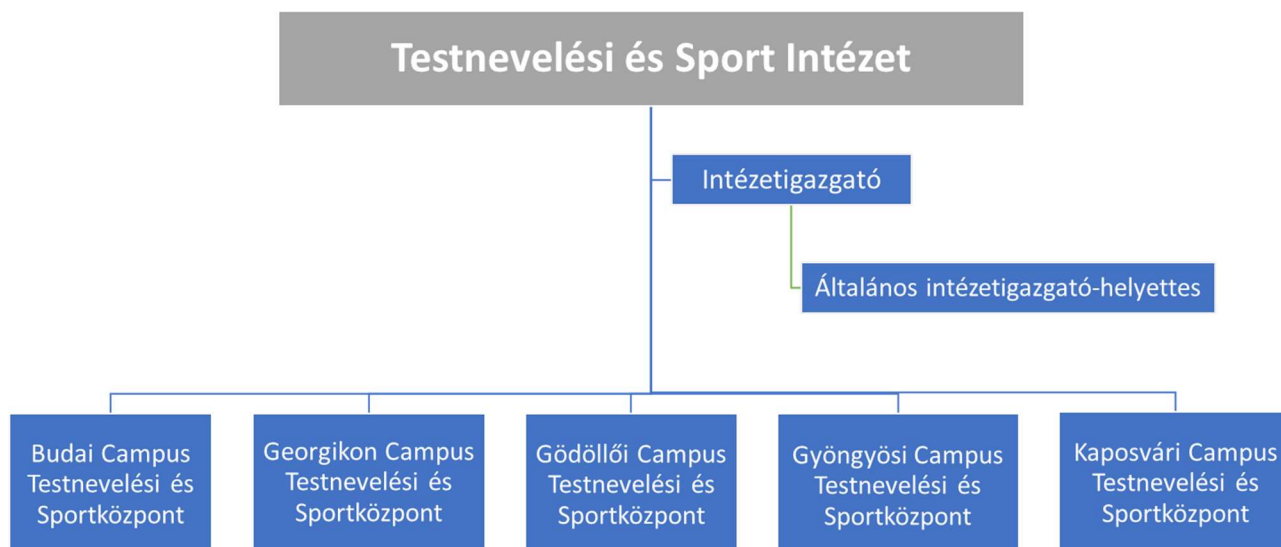 Testnevelési és Sport Intézet
Intézetigazgató
Általános intézetigazgató-helyettes
Budai Campus
Testnevelési és
Sportközpont
Georgikon Campus
Testnevelési és
Sportközpont
Gödöllői Campus
Testnevelési és
Sportközpont
Gyöngyösi Campus
Testnevelési és
Sportközpont
Kaposvári Campus
Testnevelési és
Sportközpont